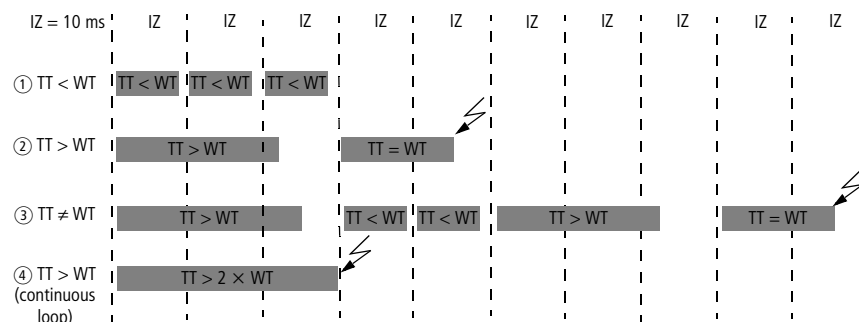 IZ = 10 ms IZ IZ IZ IZ IZ IZ IZ IZ IZ
① TT < WT TT < WT TT < WT TT < WT
② TT > WT TT > WT TT = WT
③ TT ≠ WT TT > WT TT < WT TT < WT TT > WT TT = WT
④ TT > WT TT > 2 × WT
(continuous
loop)